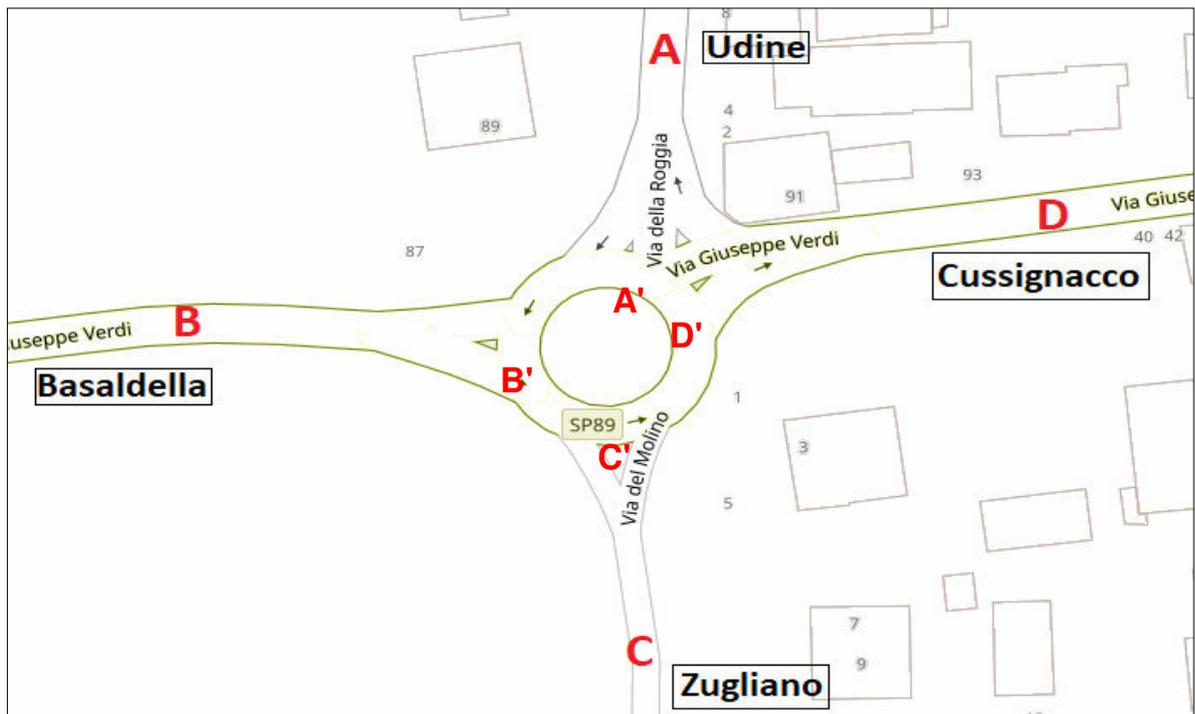 8
A
Udine
89
4
2
Via della Roggia
91
93
D
Via Giuse
Via Giuseppe Verdi
87
40
42
Cussignacco
B
useppe Verdi
A'
D'
Basaldella
B'
1
SP89
C'
Via del Molino
3
5
7
9
C
Zugliano